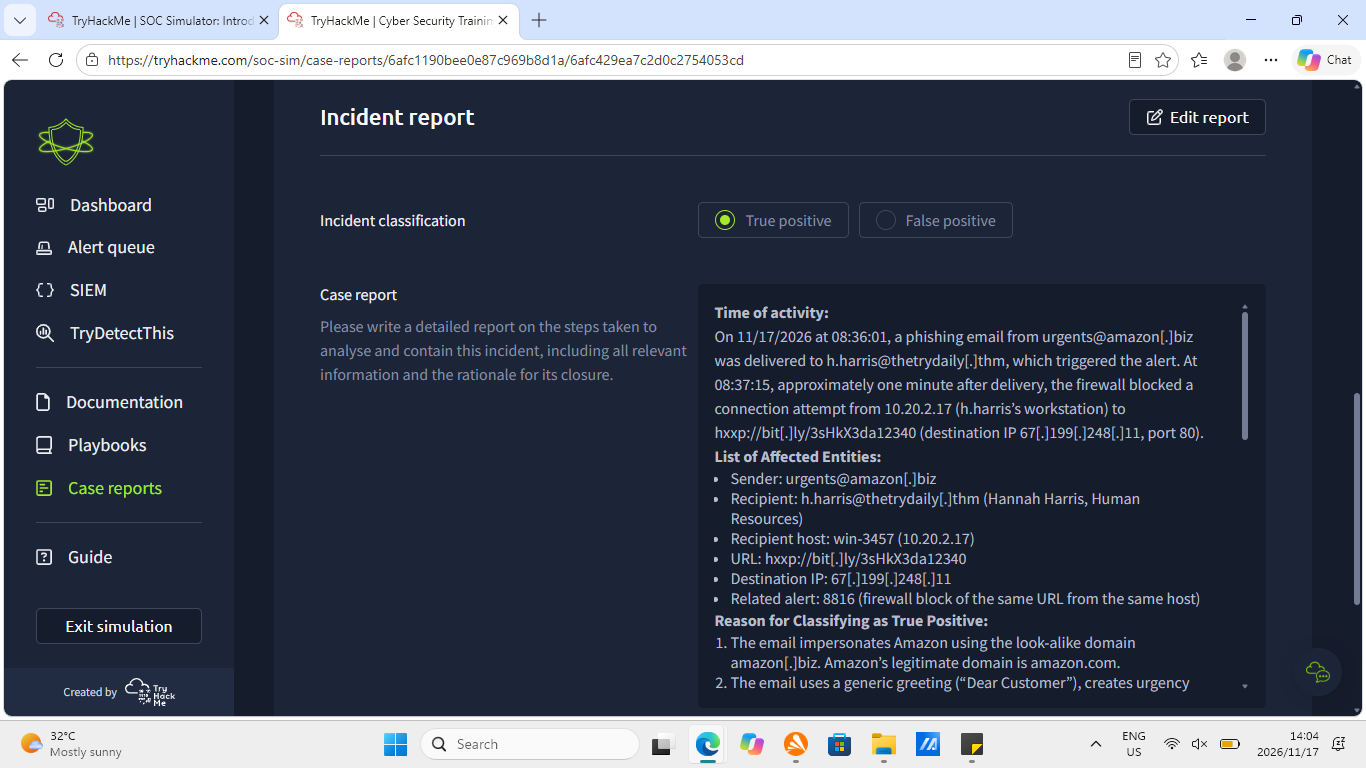 TryHackMe | SOC Simulator: Introd
TryHackMe | Cyber Security Trainin
https://tryhackme.com/soc-sim/case-reports/6afc1190bee0e87c969b8d1a/6afc429ea7c2d0c2754053cd
Chat
Dashboard
Alert queue
SIEM
TryDetectThis
Documentation
Playbooks
Case reports
Guide
Exit simulation
Created by
Try
Hack
Me
Incident report
Edit report
Incident classification
True positive
False positive
Case report
Please write a detailed report on the steps taken to
analyse and contain this incident, including all relevant
information and the rationale for its closure.
Time of activity:
On 11/17/2026 at 08:36:01, a phishing email from urgents@amazon[.]biz
was delivered to h.harris@thetrydaily[.]thm, which triggered the alert. At
08:37:15, approximately one minute after delivery, the firewall blocked a
connection attempt from 10.20.2.17 (h.harris’s workstation) to
hxxp://bit[.]ly/3sHkX3da12340 (destination IP 67[.]199[.]248[.]11, port 80).
List of Affected Entities:
• Sender: urgents@amazon[.]biz
• Recipient: h.harris@thetrydaily[.]thm (Hannah Harris, Human
Resources)
• Recipient host: win-3457 (10.20.2.17)
• URL: hxxp://bit[.]ly/3sHkX3da12340
• Destination IP: 67[.]199[.]248[.]11
• Related alert: 8816 (firewall block of the same URL from the same host)
Reason for Classifying as True Positive:
1. The email impersonates Amazon using the look-alike domain
amazon[.]biz. Amazon’s legitimate domain is amazon.com.
2. The email uses a generic greeting (“Dear Customer”), creates urgency
32°C
Mostly sunny
Search
ENG
US
14:04
2026/11/17